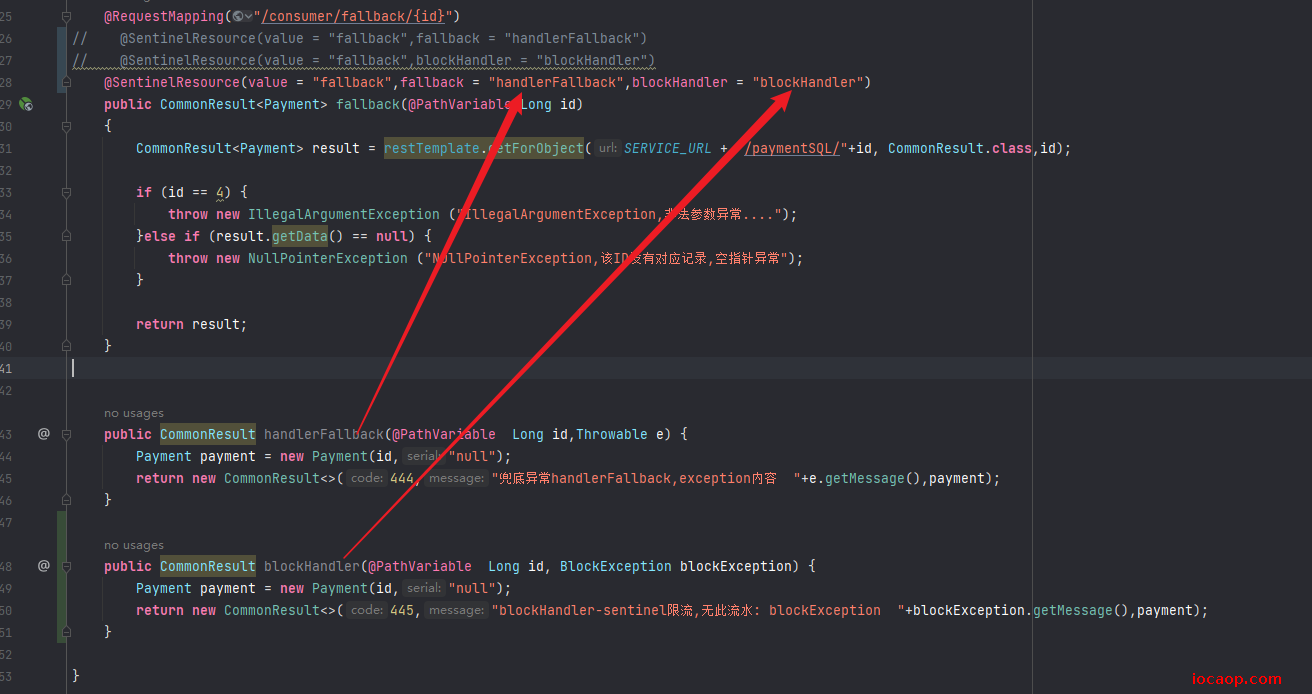 25 @RequestMapping("/consumer/fallback/{id}")
26 // @SentinelResource(value = "fallback",fallback = "handlerFallback")
27 // @SentinelResource(value = "fallback",blockHandler = "blockHandler")
28 @SentinelResource(value = "fallback",fallback = "handlerFallback",blockHandler = "blockHandler")
29 public CommonResult<Payment> fallback(@PathVariable Long id)
30 {
31 CommonResult<Payment> result = restTemplate.getForObject( url: SERVICE_URL + "/paymentSQL/"+id, CommonResult.class,id);
32
33 if (id == 4) {
34 throw new IllegalArgumentException ("IllegalArgumentException,非法参数异常....");
35 }else if (result.getData() == null) {
36 throw new NullPointerException ("NullPointerException,该ID没有对应记录,空指针异常");
37 }
38
39 return result;
40 }
41
42
no usages
43 @ public CommonResult handlerFallback(@PathVariable Long id,Throwable e) {
44 Payment payment = new Payment(id, serial: "null");
45 return new CommonResult<>( code: 444, message: "兜底异常handlerFallback,exception内容 "+e.getMessage(),payment);
46 }
47
no usages
48 @ public CommonResult blockHandler(@PathVariable Long id, BlockException blockException) {
49 Payment payment = new Payment(id, serial: "null");
50 return new CommonResult<>( code: 445, message: "blockHandler-sentinel限流,无此流水: blockException "+blockException.getMessage(),payment);
51 }
52
53 }
iocaop.com